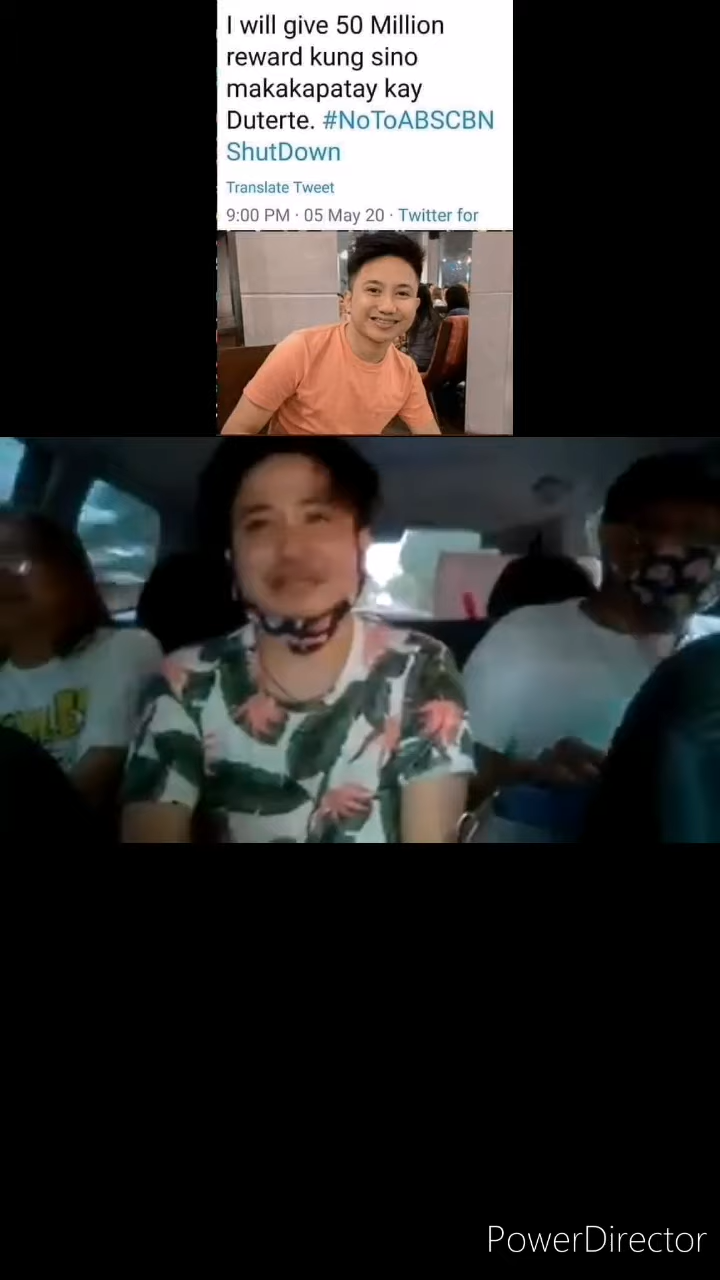 I will give 50 Million
reward kung sino
makakapatay kay
Duterte. #NoToABSCBN
ShutDown
Translate Tweet
9:00 PM · 05 May 20 · Twitter for
PowerDirector